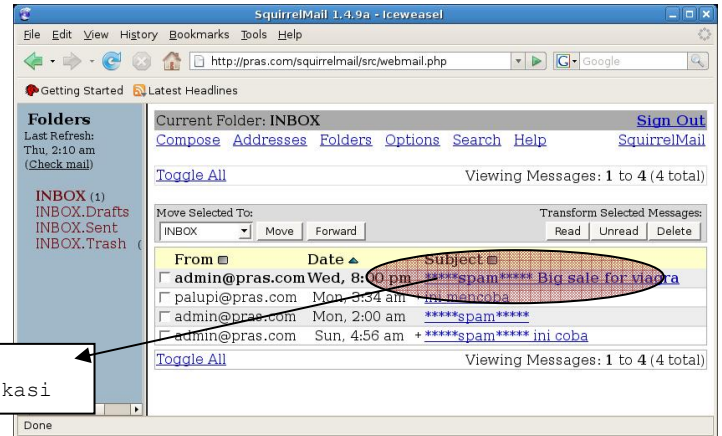 SquirrelMail 1.4.9a - Iceweasel
File Edit View History Bookmarks Tools Help
http://pras.com/squirrelmail/src/webmail.php
G Google
Getting Started Latest Headlines
Folders
Last Refresh:
Thu, 2:10 am
(Check mail)
INBOX (1)
INBOX.Drafts
INBOX.Sent
INBOX.Trash (
Current Folder: INBOX Sign Out
Compose Addresses Folders Options Search Help SquirrelMail
Toggle All Viewing Messages: 1 to 4 (4 total)
Move Selected To: Transform Selected Messages:
INBOX Move Forward Read Unread Delete
From Date Subject
admin@pras.com Wed, 8:00 pm *****spam***** Big sale for viagra
palupi@pras.com Mon, 3:34 am + ini mencoba
admin@pras.com Mon, 2:00 am *****spam*****
admin@pras.com Sun, 4:56 am + *****spam***** ini coba
Toggle All Viewing Messages: 1 to 4 (4 total)
kasi
Done